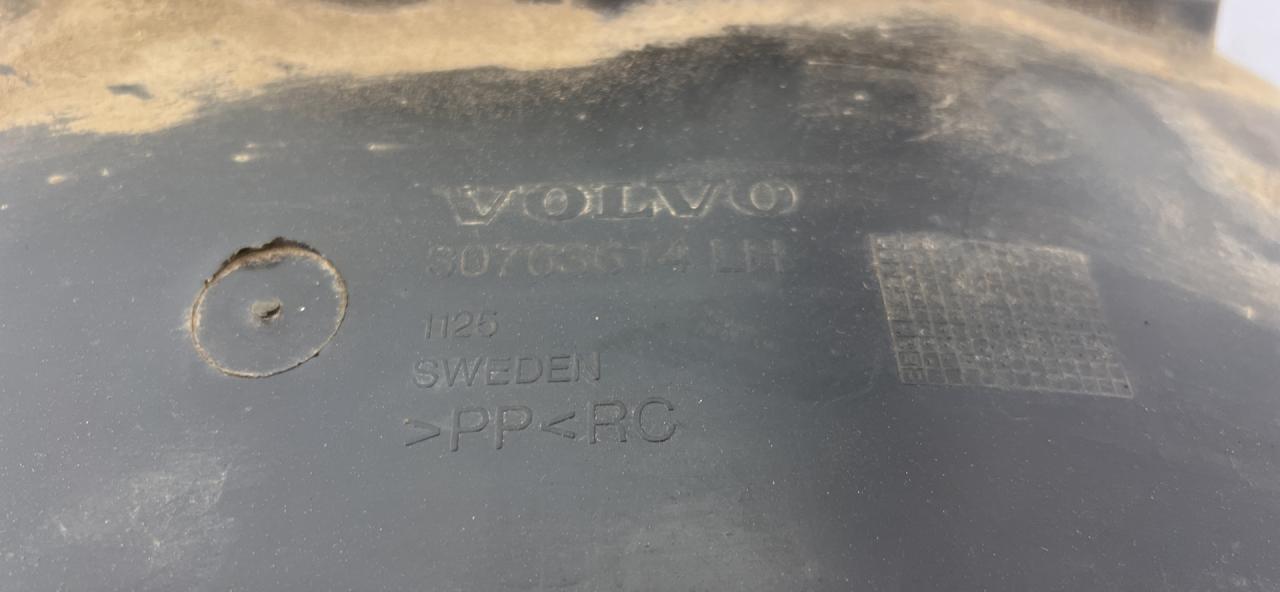 VOLVO
30763614 LH
1125
SWEDEN
>PP<RC